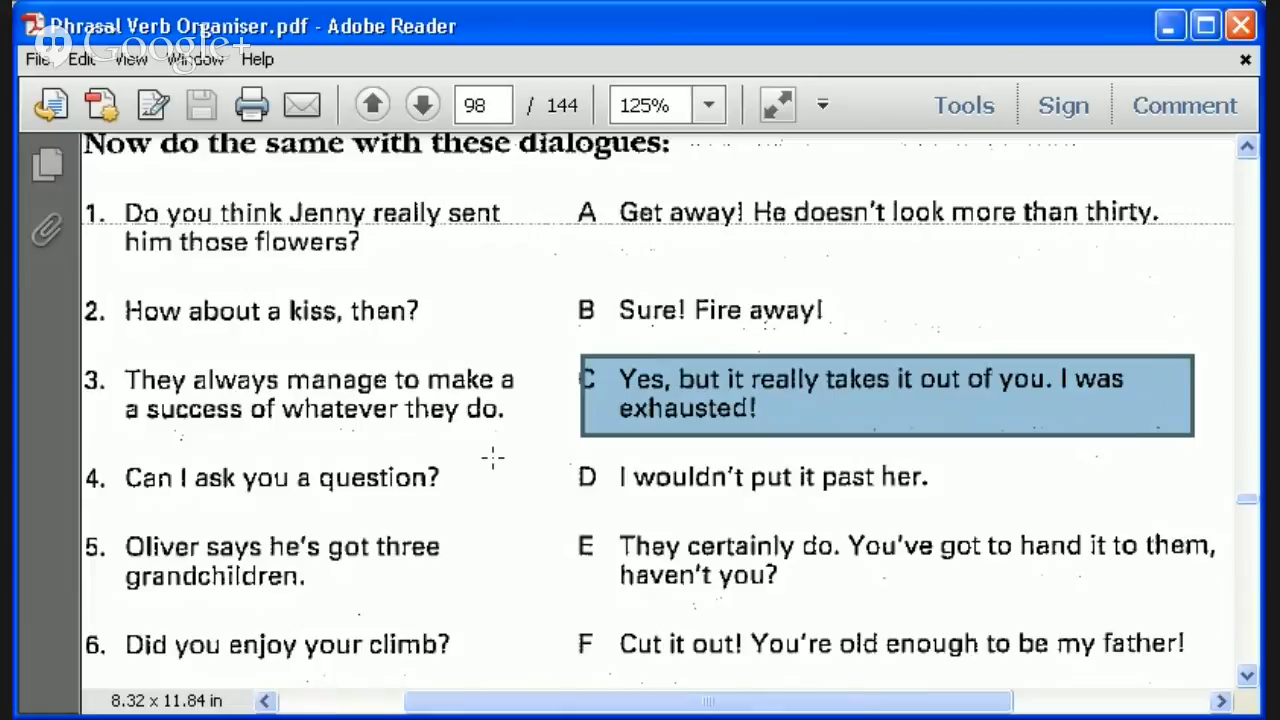 Phrasal Verb Organiser.pdf - Adobe Reader
Google+
File Edit View Window Help
98 / 144 125% Tools Sign Comment
Now do the same with these dialogues:
1. Do you think Jenny really sent
him those flowers?
A Get away! He doesn't look more than thirty.
2. How about a kiss, then?
B Sure! Fire away!
3. They always manage to make a
a success of whatever they do.
C Yes, but it really takes it out of you. I was
exhausted!
4. Can I ask you a question?
D I wouldn't put it past her.
5. Oliver says he's got three
grandchildren.
E They certainly do. You've got to hand it to them,
haven't you?
6. Did you enjoy your climb?
F Cut it out! You're old enough to be my father!
8.32 x 11.84 in